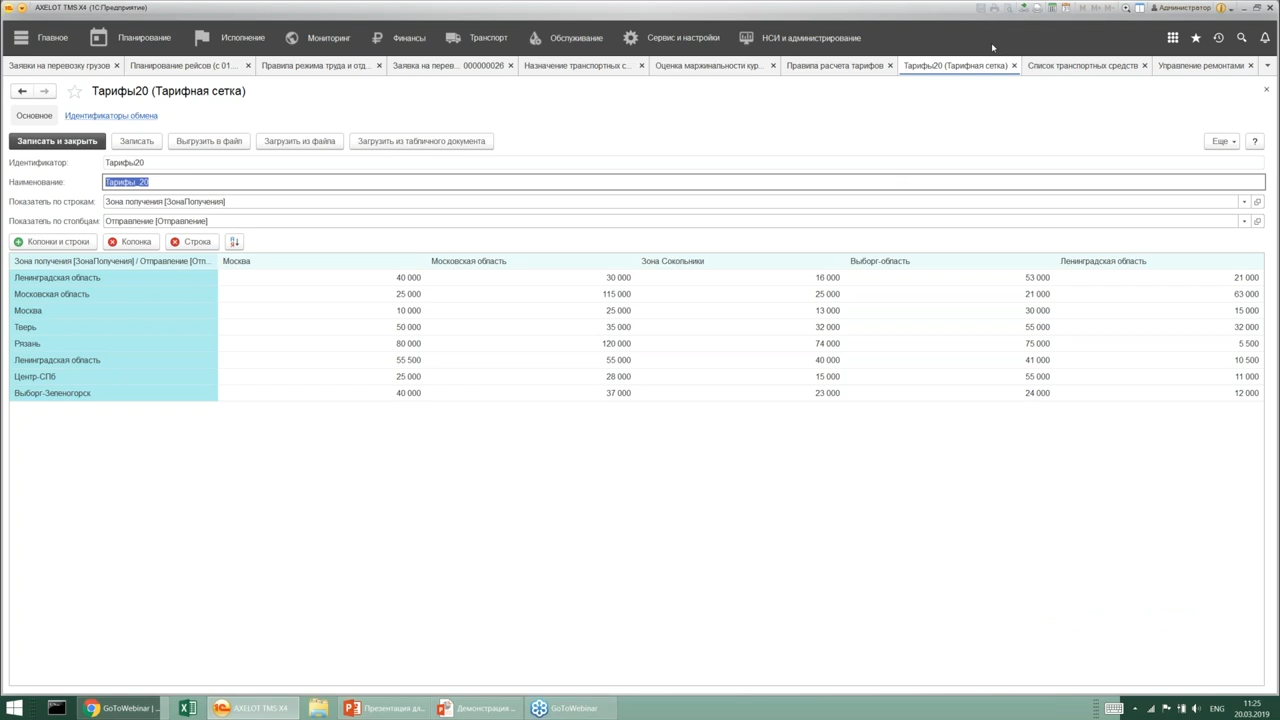 AXELOT TMS X4 (1С:Предприятие)
M M+ M- Администратор
Главное Планирование Исполнение Мониторинг Финансы Транспорт Обслуживание Сервис и настройки НСИ и администрирование
Заявки на перевозку грузов × Планирование рейсов (с 01... × Правила режима труда и отд... × Заявка на перев... 000000026 × Назначение транспортных с... × Оценка маржинальности кур... × Правила расчета тарифов × Тарифы20 (Тарифная сетка) × Список транспортных средств × Управление ремонтами ×
Тарифы20 (Тарифная сетка)
Основное Идентификаторы обмена
Записать и закрыть Записать Выгрузить в файл Загрузить из файла Загрузить из табличного документа Еще ?
Идентификатор: Тарифы20
Наименование: Тарифы_20
Показатель по строкам: Зона получения [ЗонаПолучения]
Показатель по столбцам: Отправление [Отправление]
Колонки и строки Колонка Строка
Зона получения [ЗонаПолучения] / Отправление [Отп... Москва Московская область Зона Сокольники Выборг-область Ленинградская область
Ленинградская область 40 000 30 000 16 000 53 000 21 000
Московская область 25 000 115 000 25 000 21 000 63 000
Москва 10 000 25 000 13 000 30 000 15 000
Тверь 50 000 35 000 32 000 55 000 32 000
Рязань 80 000 120 000 74 000 75 000 5 500
Ленинградская область 55 500 55 000 40 000 41 000 10 500
Центр-СПб 25 000 28 000 15 000 55 000 11 000
Выборг-Зеленогорск 40 000 37 000 23 000 24 000 12 000
GoToWebinar | ... AXELOT TMS X4 Презентация дл... Демонстрация ... GoToWebinar ENG 11:25
20.03.2019